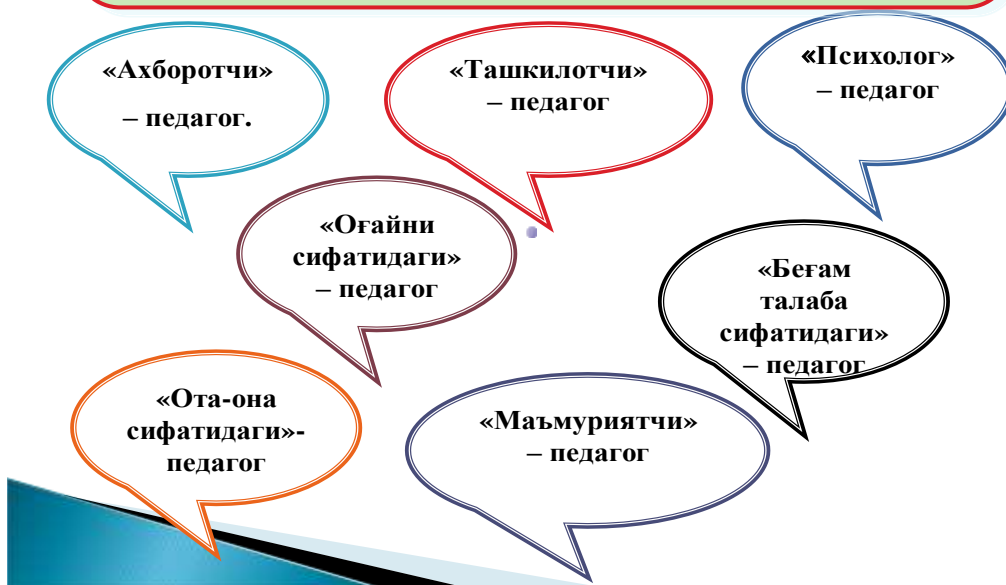 «Ахборотчи»
– педагог.
«Ташкилотчи»
– педагог
«Психолог»
– педагог
«Оғайни
сифатидаги»
– педагог
«Беғам
талаба
сифатидаги»
– педагог
«Ота-она
сифатидаги»-
педагог
«Маъмуриятчи»
– педагог